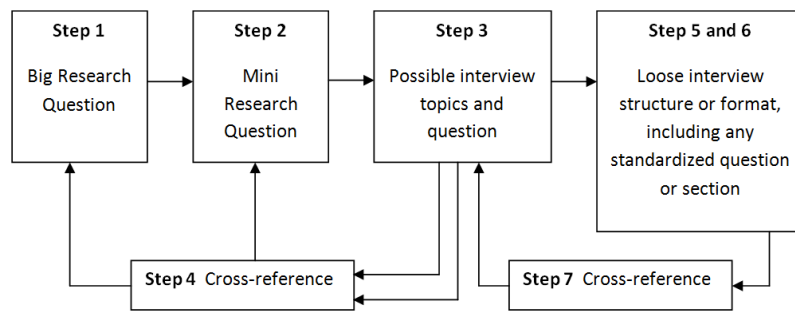 Step 1
Big Research
Question
Step 2
Mini
Research
Question
Step 3
Possible interview
topics and
question
Step 5 and 6
Loose interview
structure or format,
including any
standardized question
or section
Step 4 Cross-reference
Step 7 Cross-reference